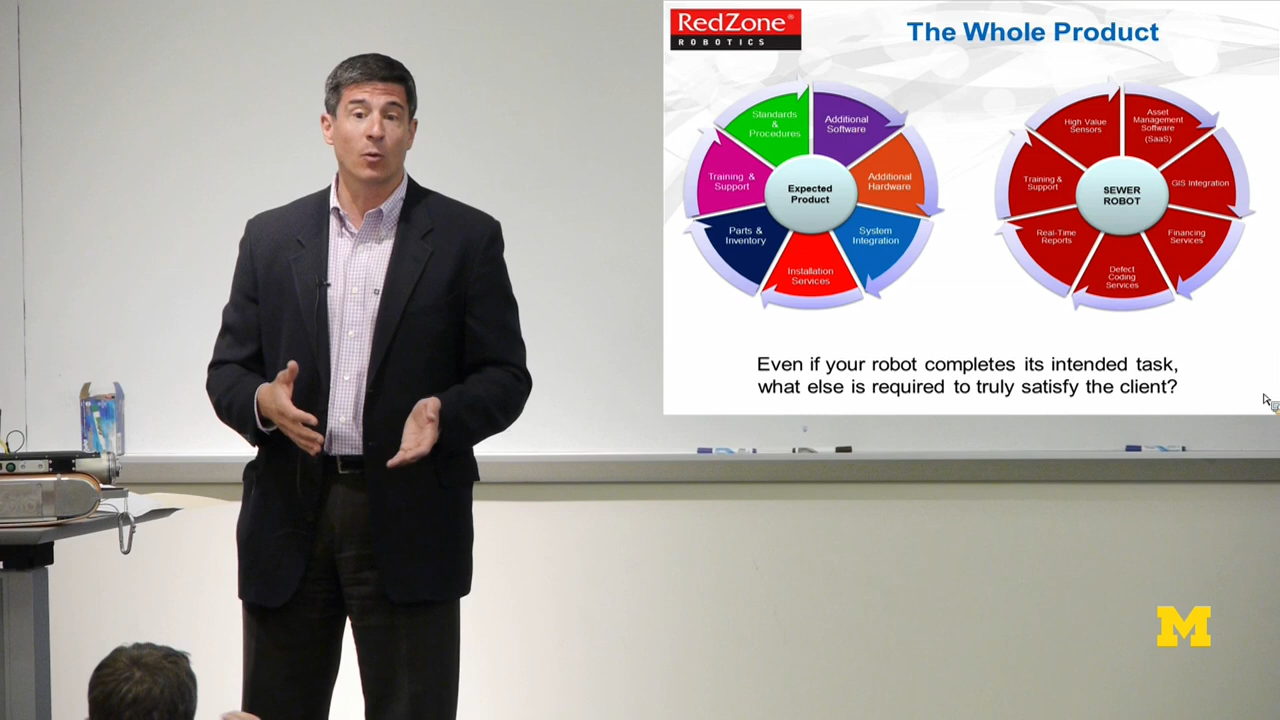 RedZone®
ROBOTICS
The Whole Product
Standards
&
Procedures
Additional
Software
Additional
Hardware
System
Integration
Installation
Services
Parts &
Inventory
Training &
Support
Expected
Product
High Value
Sensors
Asset
Management
Software
(SaaS)
GIS Integration
Financing
Services
Defect
Coding
Services
Real-Time
Reports
Training &
Support
SEWER
ROBOT
Even if your robot completes its intended task,
what else is required to truly satisfy the client?
M